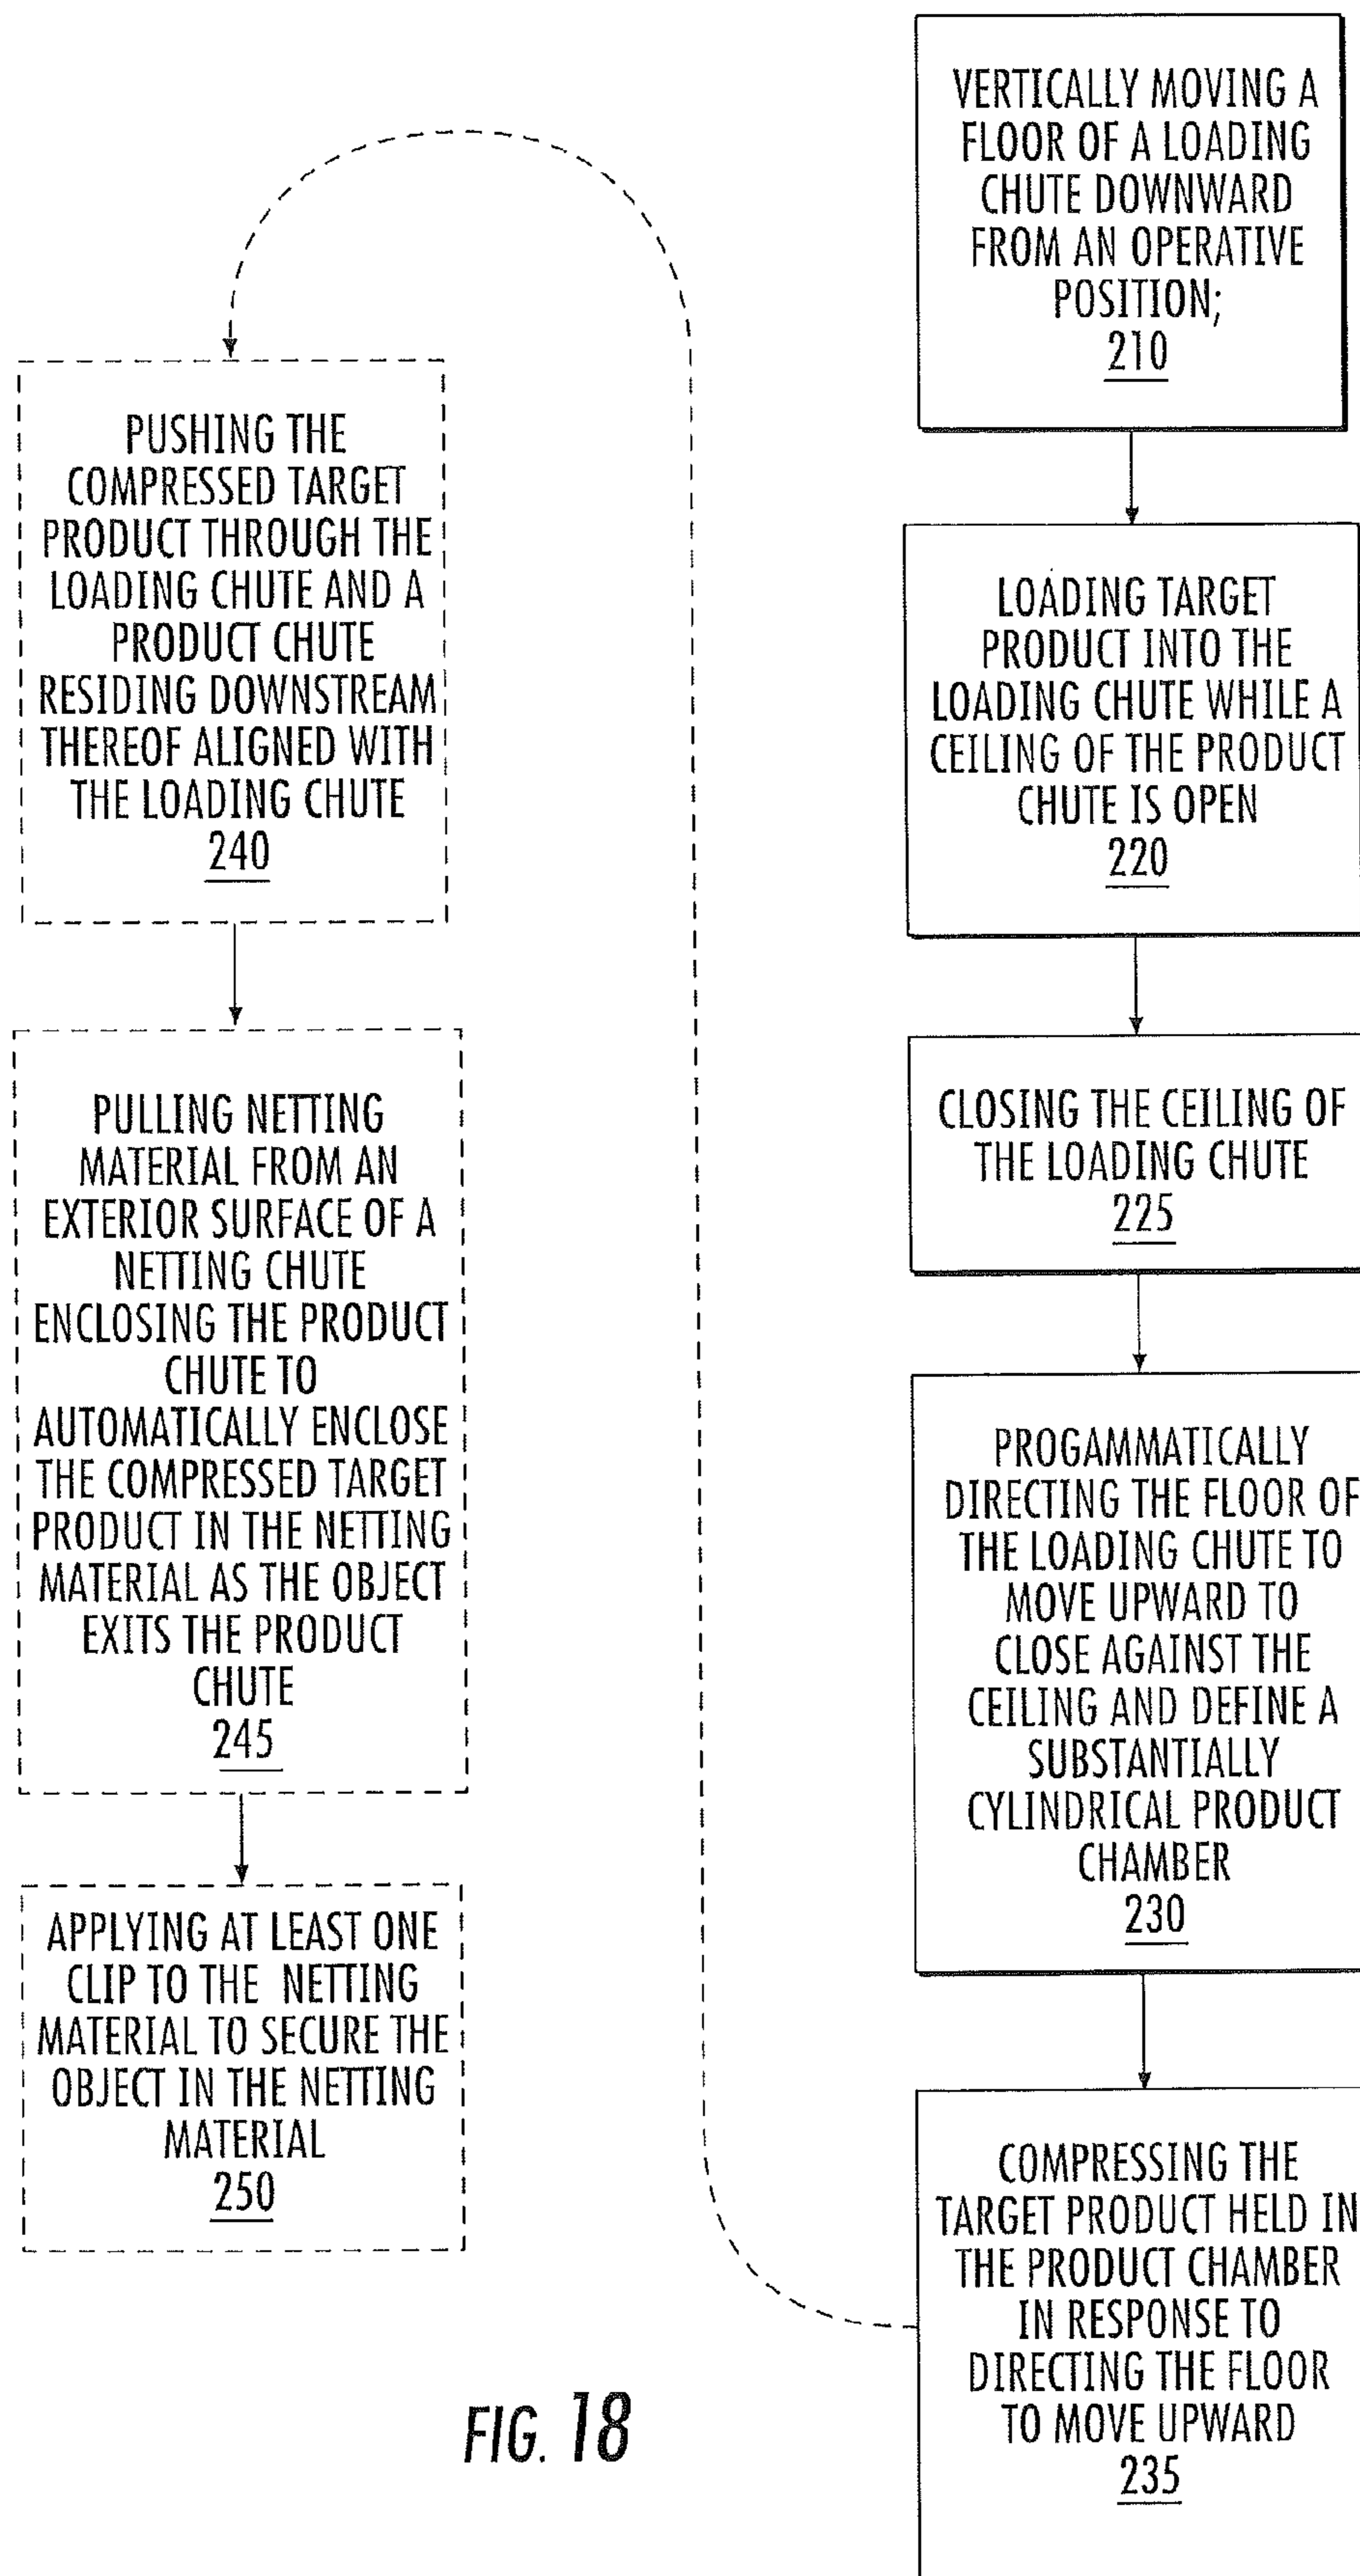 VERTICALLY MOVING A
FLOOR OF A LOADING
CHUTE DOWNWARD
FROM AN OPERATIVE
POSITION;
210
LOADING TARGET
PRODUCT INTO THE
LOADING CHUTE WHILE A
CEILING OF THE PRODUCT
CHUTE IS OPEN
220
CLOSING THE CEILING OF
THE LOADING CHUTE
225
PROGAMMATICALLY
DIRECTING THE FLOOR OF
THE LOADING CHUTE TO
MOVE UPWARD TO
CLOSE AGAINST THE
CEILING AND DEFINE A
SUBSTANTIALLY
CYLINDRICAL PRODUCT
CHAMBER
230
COMPRESSING THE
TARGET PRODUCT HELD IN
THE PRODUCT CHAMBER
IN RESPONSE TO
DIRECTING THE FLOOR
TO MOVE UPWARD
235
PUSHING THE
COMPRESSED TARGET
PRODUCT THROUGH THE
LOADING CHUTE AND A
PRODUCT CHUTE
RESIDING DOWNSTREAM
THEREOF ALIGNED WITH
THE LOADING CHUTE
240
PULLING NETTING
MATERIAL FROM AN
EXTERIOR SURFACE OF A
NETTING CHUTE
ENCLOSING THE PRODUCT
CHUTE TO
AUTOMATICALLY ENCLOSE
THE COMPRESSED TARGET
PRODUCT IN THE NETTING
MATERIAL AS THE OBJECT
EXITS THE PRODUCT
CHUTE
245
APPLYING AT LEAST ONE
CLIP TO THE NETTING
MATERIAL TO SECURE THE
OBJECT IN THE NETTING
MATERIAL
250
FIG. 18